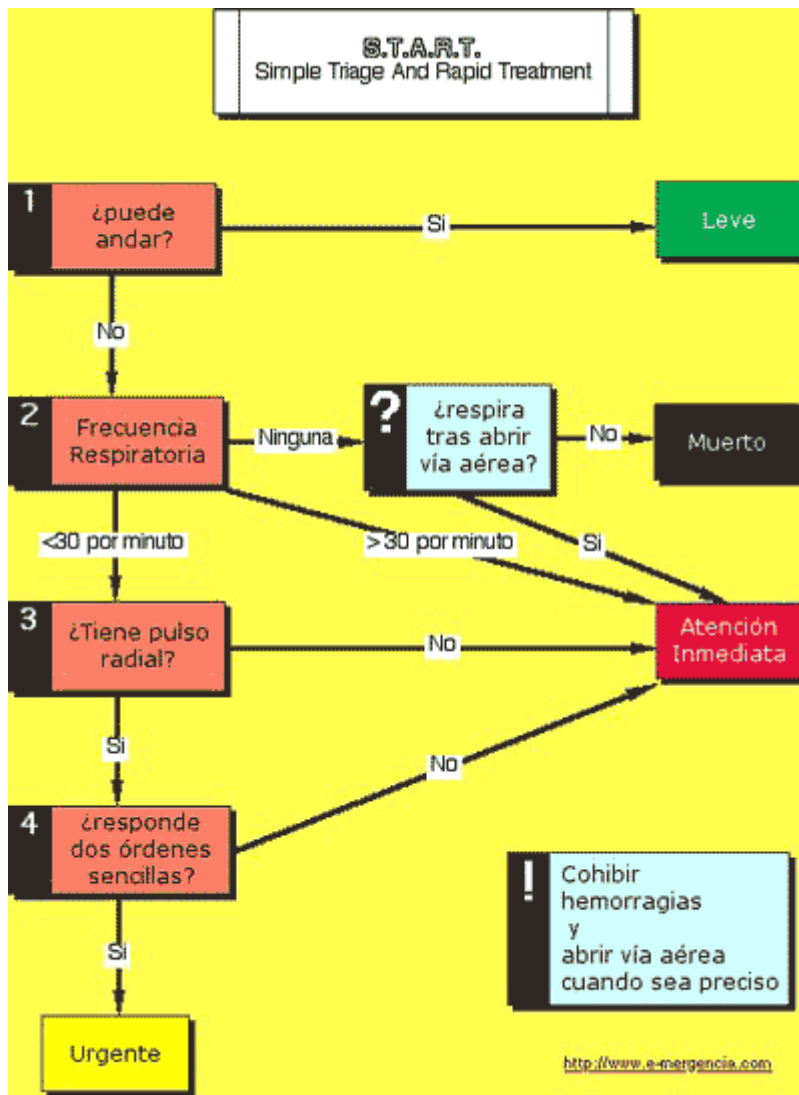 S.T.A.R.T.
Simple Triage And Rapid Treatment
1
¿puede
andar?
Si
Leve
No
2
Frecuencia
Respiratoria
Ninguna
?
¿respira
tras abrir
vía aérea?
No
Muerto
<30 por minuto
> 30 por minuto
Si
3
¿Tiene pulso
radial?
No
Atención
Inmediata
Si
No
4
¿responde
dos órdenes
sencillas?
!
Cohibir
hemorragias
y
abrir vía aérea
cuando sea preciso
Si
Urgente
http://www.e-mergencia.com